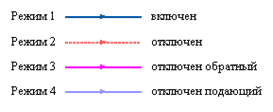 Режим 1 включен
Режим 2 отключен
Режим 3 отключен обратный
Режим 4 отключен подающий